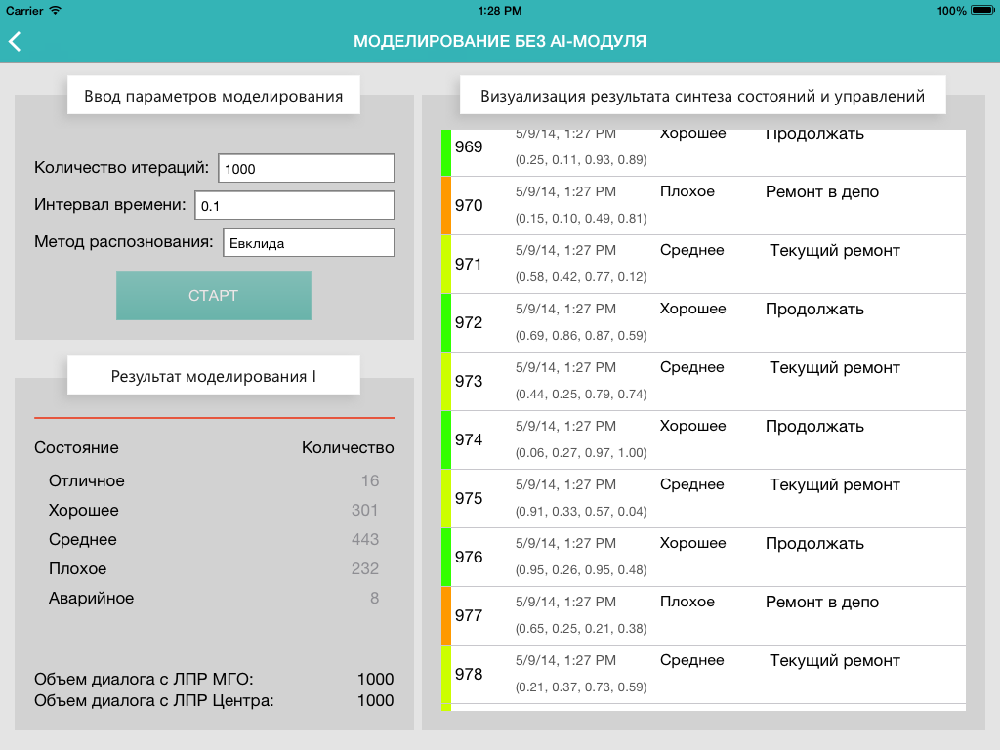 Carrier 1:28 PM 100%
МОДЕЛИРОВАНИЕ БЕЗ AI-МОДУЛЯ
Ввод параметров моделирования
Количество итераций: 1000
Интервал времени: 0.1
Метод распознования: Евклида
СТАРТ
Результат моделирования I
Состояние Количество
Отличное 16
Хорошее 301
Среднее 443
Плохое 232
Аварийное 8
Объем диалога с ЛПР МГО: 1000
Объем диалога с ЛПР Центра: 1000
Визуализация результата синтеза состояний и управлений
969 5/9/14, 1:27 PM Хорошее Продолжать
(0.25, 0.11, 0.93, 0.89)
970 5/9/14, 1:27 PM Плохое Ремонт в депо
(0.15, 0.10, 0.49, 0.81)
971 5/9/14, 1:27 PM Среднее Текущий ремонт
(0.58, 0.42, 0.77, 0.12)
972 5/9/14, 1:27 PM Хорошее Продолжать
(0.69, 0.86, 0.87, 0.59)
973 5/9/14, 1:27 PM Среднее Текущий ремонт
(0.44, 0.25, 0.79, 0.74)
974 5/9/14, 1:27 PM Хорошее Продолжать
(0.06, 0.27, 0.97, 1.00)
975 5/9/14, 1:27 PM Среднее Текущий ремонт
(0.91, 0.33, 0.57, 0.04)
976 5/9/14, 1:27 PM Хорошее Продолжать
(0.95, 0.26, 0.95, 0.48)
977 5/9/14, 1:27 PM Плохое Ремонт в депо
(0.65, 0.25, 0.21, 0.38)
978 5/9/14, 1:27 PM Среднее Текущий ремонт
(0.21, 0.37, 0.73, 0.59)